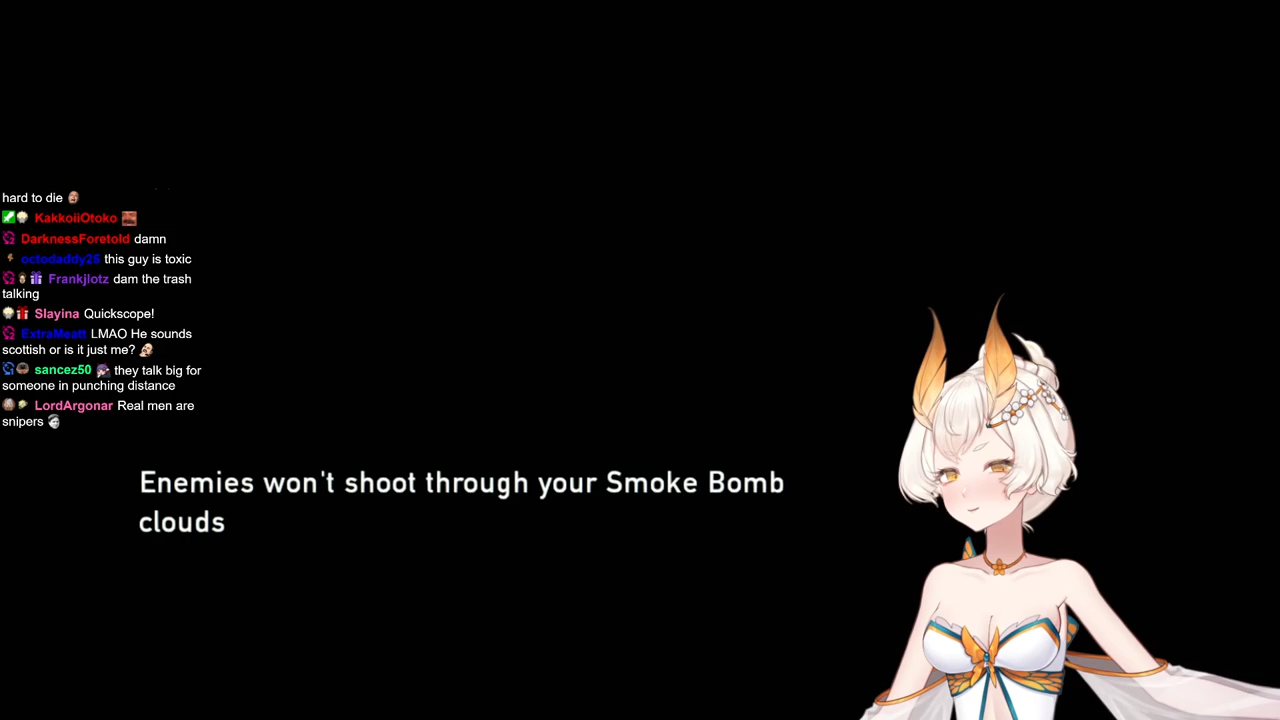 hard to die
KakkoiiOtoko
DarknessForetold damn
octodaddy26 this guy is toxic
Frankjlotz dam the trash
talking
Slayina Quickscope!
ExtraMeatt LMAO He sounds
scottish or is it just me?
sancez50 they talk big for
someone in punching distance
LordArgonar Real men are
snipers
Enemies won't shoot through your Smoke Bomb
clouds